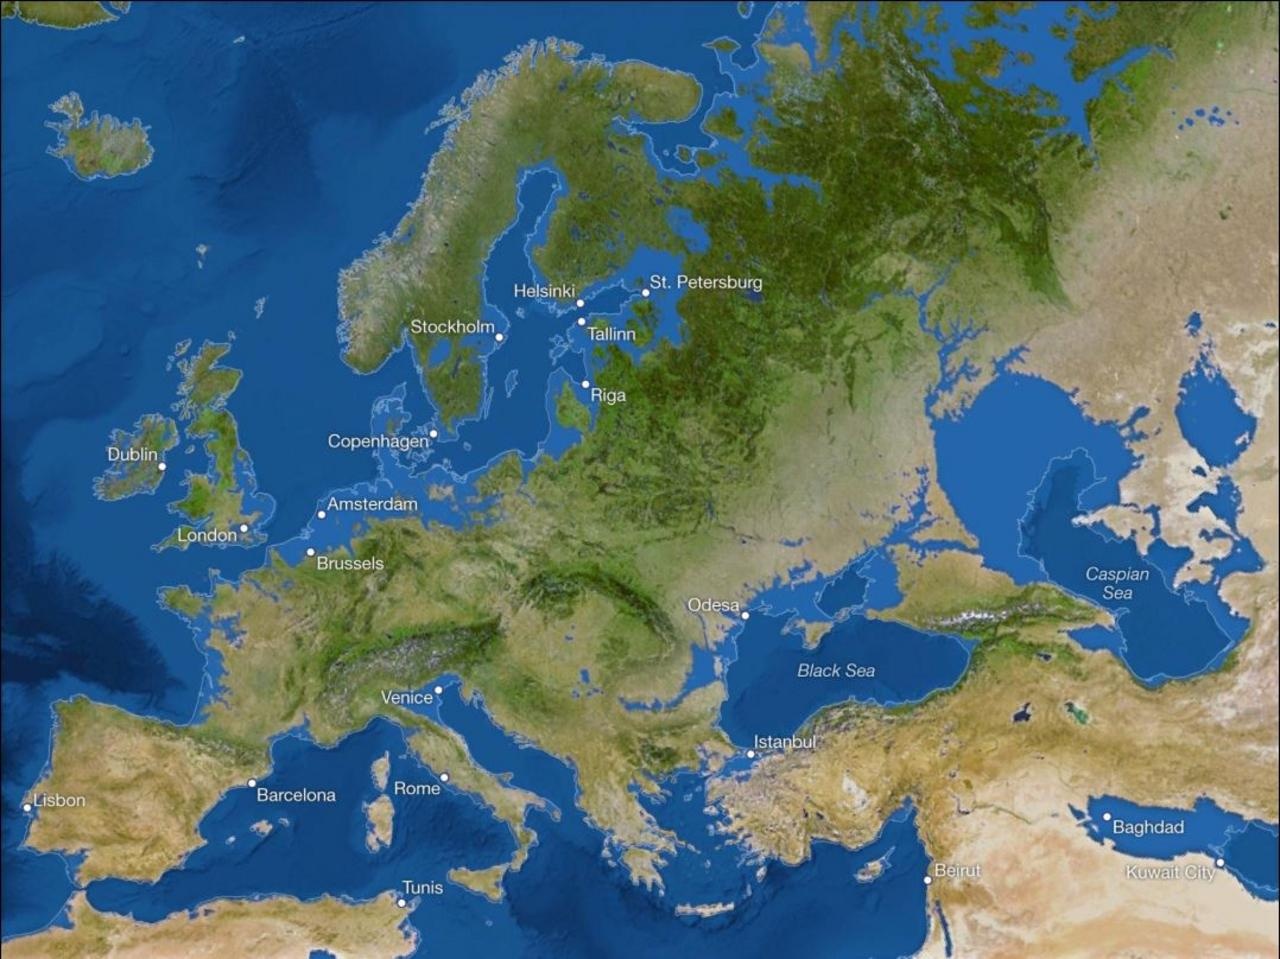 St. Petersburg
Helsinki
Stockholm
Tallinn
Riga
Copenhagen
Dublin
Amsterdam
London
Brussels
Caspian
Sea
Odesa
Black Sea
Venice
Istanbul
Lisbon
Barcelona
Rome
Baghdad
Beirut
Kuwait City
Tunis